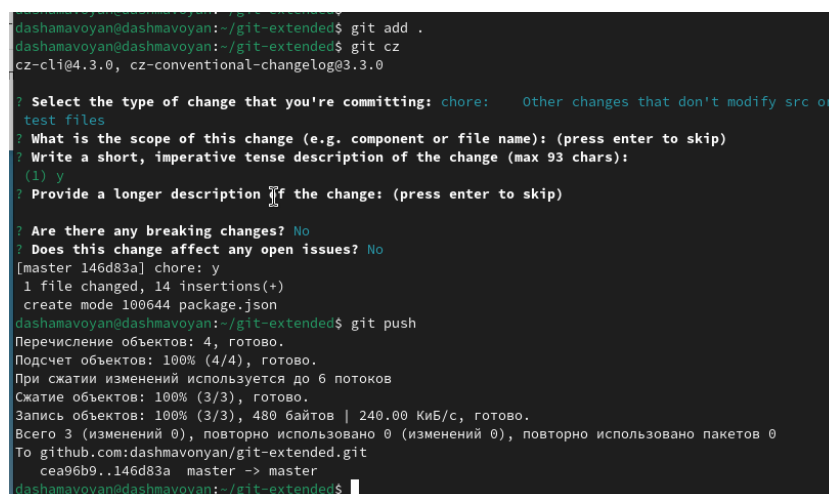 dashamavoyan@dashmavoyan:~/git-extended$ git add .
dashamavoyan@dashmavoyan:~/git-extended$ git cz
cz-cli@4.3.0, cz-conventional-changelog@3.3.0
? Select the type of change that you're committing: chore:    Other changes that don't modify src or
test files
? What is the scope of this change (e.g. component or file name): (press enter to skip)
? Write a short, imperative tense description of the change (max 93 chars):
(1) y
? Provide a longer description of the change: (press enter to skip)
? Are there any breaking changes? No
? Does this change affect any open issues? No
[master 146d83a] chore: y
1 file changed, 14 insertions(+)
create mode 100644 package.json
dashamavoyan@dashmavoyan:~/git-extended$ git push
Перечисление объектов: 4, готово.
Подсчет объектов: 100% (4/4), готово.
При сжатии изменений используется до 6 потоков
Сжатие объектов: 100% (3/3), готово.
Запись объектов: 100% (3/3), 480 байтов | 240.00 КиБ/с, готово.
Всего 3 (изменений 0), повторно использовано 0 (изменений 0), повторно использовано пакетов 0
To github.com:dashmavonyan/git-extended.git
cea96b9..146d83a  master -> master
dashamavoyan@dashmavoyan:~/git-extended$